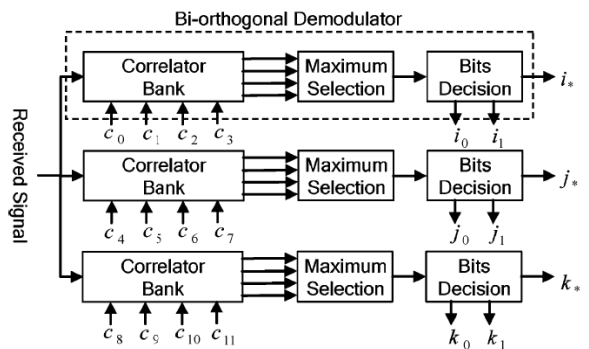 Bi-orthogonal Demodulator
Received Signal
Correlator Bank
Maximum Selection
Bits Decision
i*
c0 c1 c2 c3
i0 i1
Correlator Bank
Maximum Selection
Bits Decision
j*
c4 c5 c6 c7
j0 j1
Correlator Bank
Maximum Selection
Bits Decision
k*
c8 c9 c10 c11
k0 k1